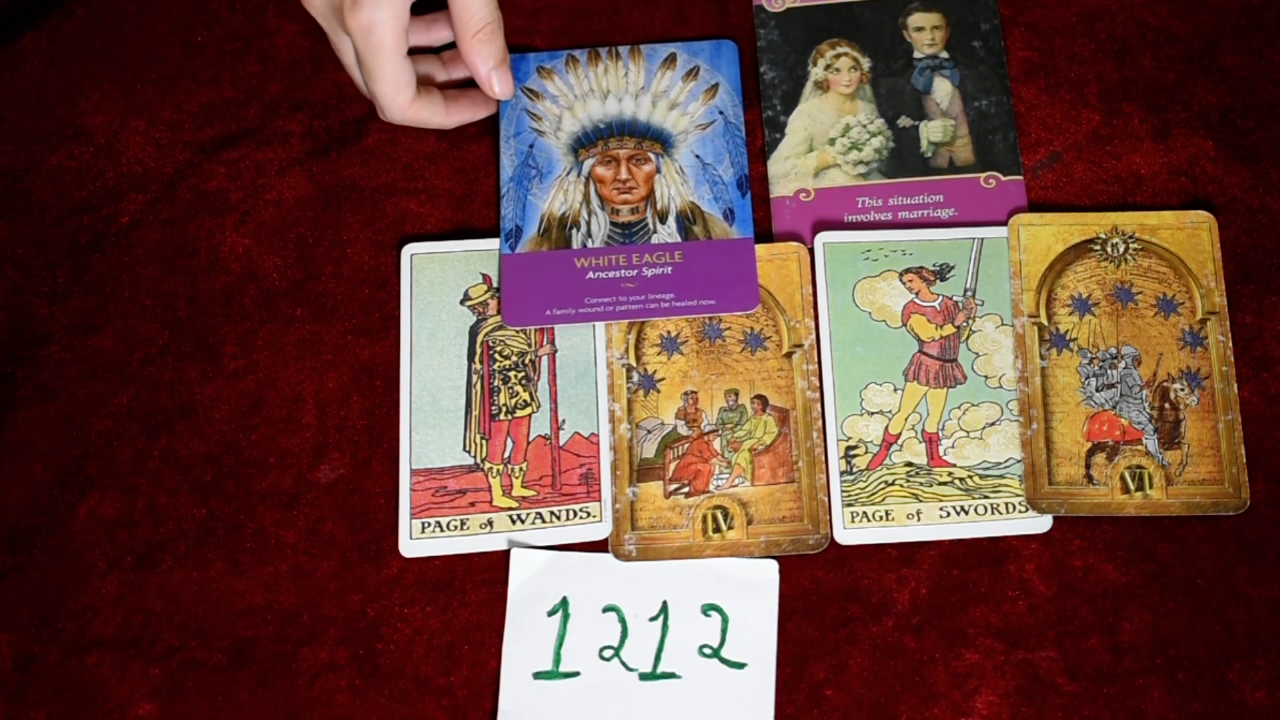 This situation
involves marriage.
WHITE EAGLE
Ancestor Spirit
Connect to your lineage.
A family wound or pattern can be healed now.
PAGE of WANDS.
IV
PAGE of SWORDS.
VI
1212